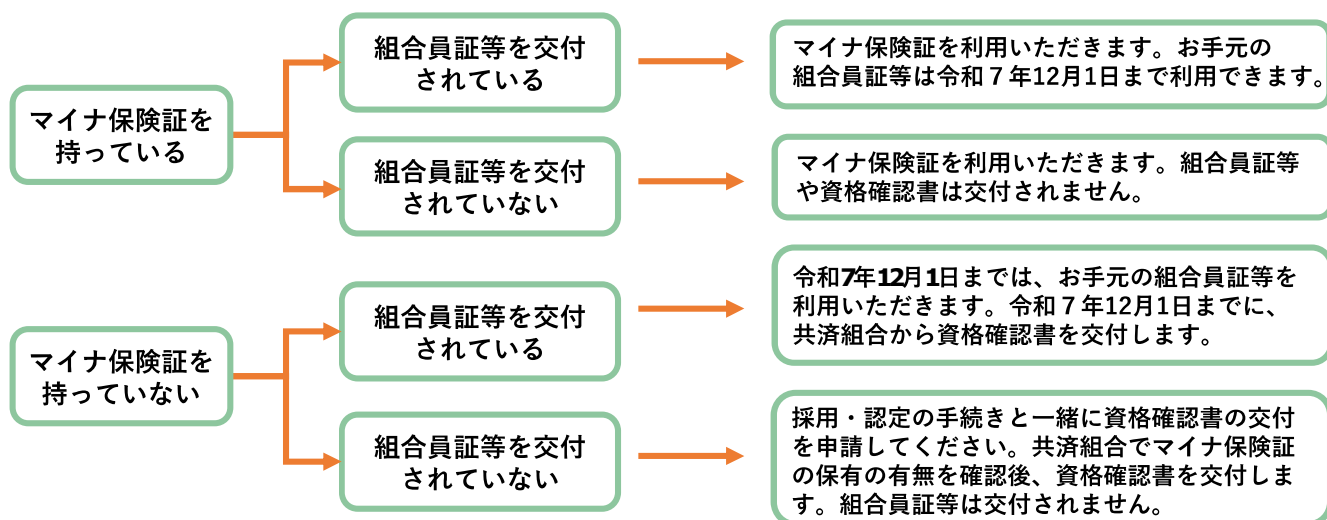 マイナ保険証を
持っている
組合員証等を交付
されている
マイナ保険証を利用いただきます。お手元の
組合員証等は令和７年12月1日まで利用できます。
組合員証等を交付
されていない
マイナ保険証を利用いただきます。組合員証等
や資格確認書は交付されません。
マイナ保険証を
持っていない
組合員証等を交付
されている
令和7年12月1日までは、お手元の組合員証等を
利用いただきます。令和７年12月1日までに、
共済組合から資格確認書を交付します。
組合員証等を交付
されていない
採用・認定の手続きと一緒に資格確認書の交付
を申請してください。共済組合でマイナ保険証
の保有の有無を確認後、資格確認書を交付しま
す。組合員証等は交付されません。